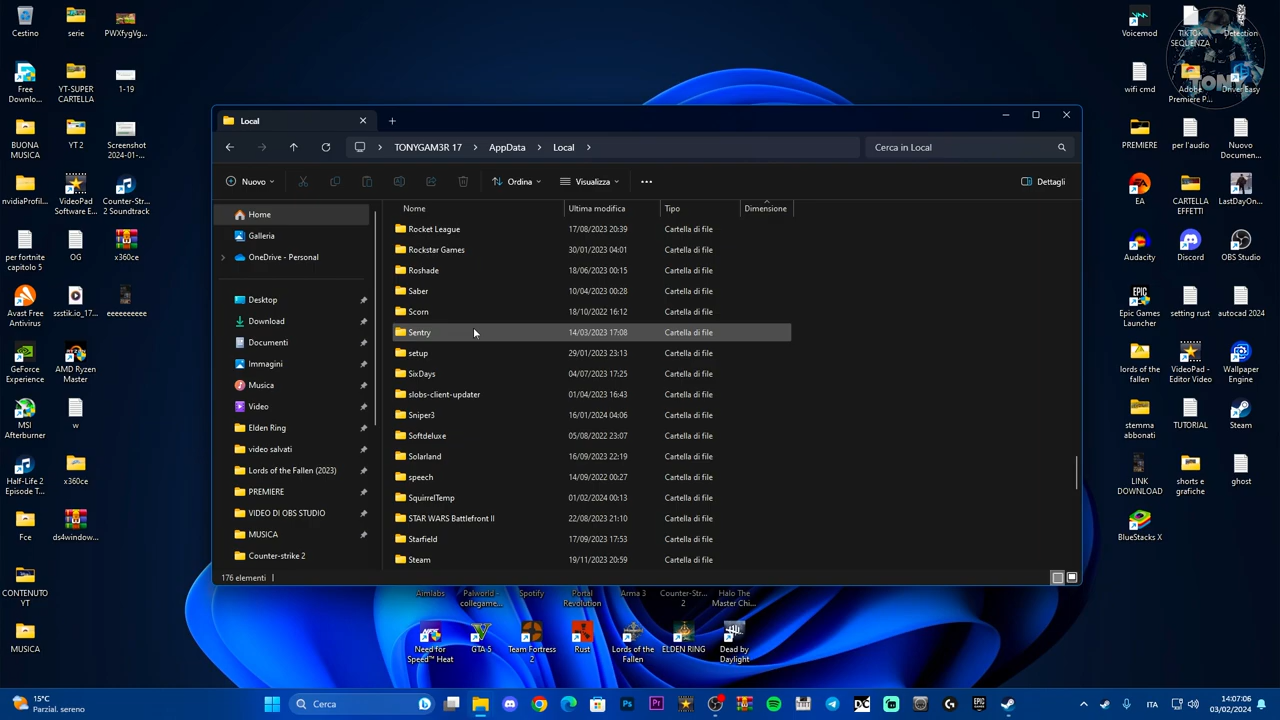 Cestino
serie
PWXfygVg...
Free
Downlo...
YT-SUPER
CARTELLA
1-19
BUONA
MUSICA
YT 2
Screenshot
2024-01-...
nvidiaProfil...
VideoPad
Software E...
Counter-Str...
2 Soundtrack
per fortnite
capitolo 5
OG
x360ce
Avast Free
Antivirus
ssstik.io_17...
eeeeeeeee
GeForce
Experience
AMD Ryzen
Master
MSI
Afterburner
w
Half-Life 2
Episode T...
x360ce
Fce
ds4window...
CONTENUTO
YT
MUSICA
Local
TONYGAM3R 17
AppData
Local
Cerca in Local
Nuovo
Ordina
Visualizza
Dettagli
Home
Galleria
OneDrive - Personal
Desktop
Download
Documenti
Immagini
Musica
Video
Elden Ring
video salvati
Lords of the Fallen (2023)
PREMIERE
VIDEO DI OBS STUDIO
MUSICA
Counter-strike 2
Nome Ultima modifica Tipo Dimensione
Rocket League 17/08/2023 20:39 Cartella di file
RockstarGames 30/01/2023 04:01 Cartella di file
Roshade 18/06/2023 00:15 Cartella di file
Saber 10/04/2023 00:28 Cartella di file
Scorn 18/10/2022 16:12 Cartella di file
Sentry 14/03/2023 17:08 Cartella di file
setup 29/01/2023 23:13 Cartella di file
SixDays 04/07/2023 17:25 Cartella di file
slobs-client-updater 01/04/2023 16:43 Cartella di file
Sniper3 16/01/2024 04:06 Cartella di file
Softdeluxe 05/08/2022 23:07 Cartella di file
Solarland 16/09/2023 22:19 Cartella di file
speech 14/09/2022 00:27 Cartella di file
SquirrelTemp 01/02/2024 00:13 Cartella di file
STAR WARS Battlefront II 22/08/2023 21:10 Cartella di file
Starfield 17/09/2023 17:53 Cartella di file
Steam 19/11/2023 20:59 Cartella di file
176 elementi
Aimlabs
Palworld -
collegame...
Spotify
Portal
Revolution
Arma 3
Counter-St...
2
Halo The
Master Chi...
Need for
Speed™ Heat
GTA 5
Team Fortress
2
Rust
Lords of the
Fallen
ELDEN RING
Dead by
Daylight
Voicemod
TIKTOK
SEQUENZA
Detection
wifi cmd
Adobe
Premiere P...
Driver Easy
TONY
PREMIERE
per l'audio
Nuovo
Documen...
EA
CARTELLA
EFFETTI
LastDayOn...
Audacity
Discord
OBS Studio
Epic Games
Launcher
setting rust
autocad 2024
lords of the
fallen
VideoPad -
Editor Video
Wallpaper
Engine
stemma
abbonati
TUTORIAL
Steam
LINK
DOWNLOAD
shorts e
grafiche
ghost
BlueStacks X
15°C
Parzial. sereno
Cerca
ITA
14:07:06
03/02/2024